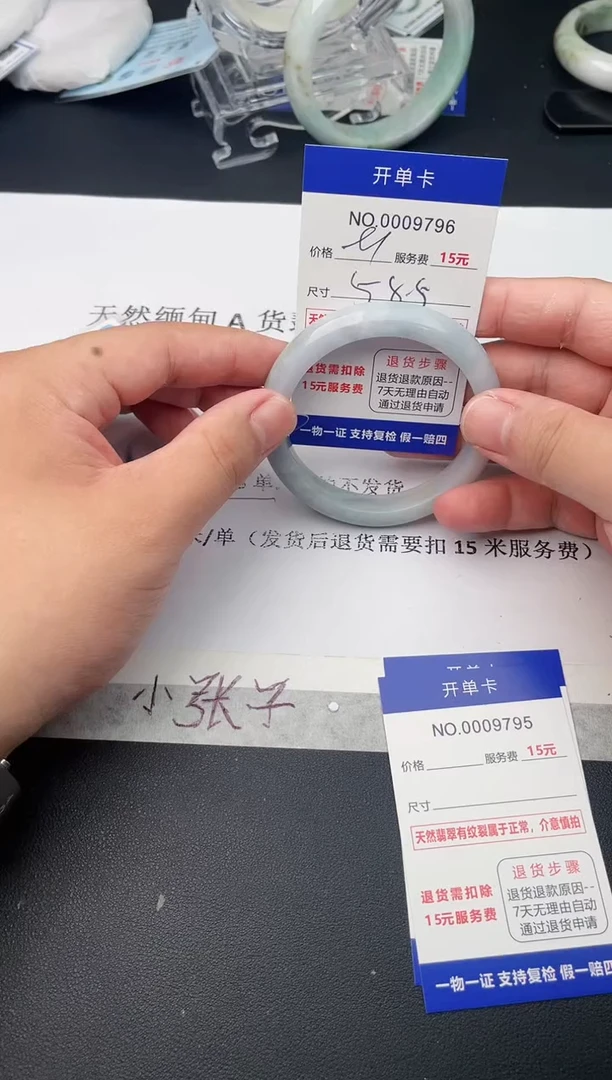 开单卡
NO.0009796
价格 服务费 15元
尺寸 585
天然缅甸A货
退货需扣除
15元服务费
退货步骤
退货退款原因--
7天无理由自动
通过退货申请
一物一证 支持复检 假一赔四
单
不发货
/单（发货后退货需要扣15米服务费）
小张子
开单卡
开单卡
NO.0009795
价格 服务费 15元
尺寸
天然翡翠有纹裂属于正常，介意慎拍
退货需扣除
15元服务费
退货步骤
退货退款原因--
7天无理由自动
通过退货申请
一物一证 支持复检 假一赔四